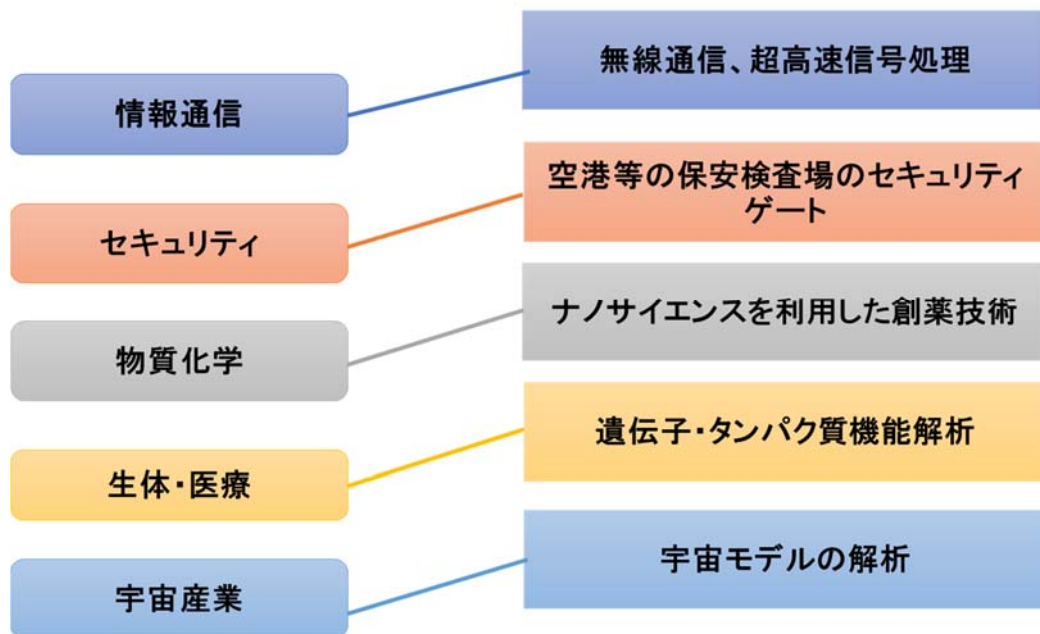 情報通信
無線通信、超高速信号処理
セキュリティ
空港等の保安検査場のセキュリティ
ゲート
物質化学
ナノサイエンスを利用した創薬技術
生体・医療
遺伝子・タンパク質機能解析
宇宙産業
宇宙モデルの解析